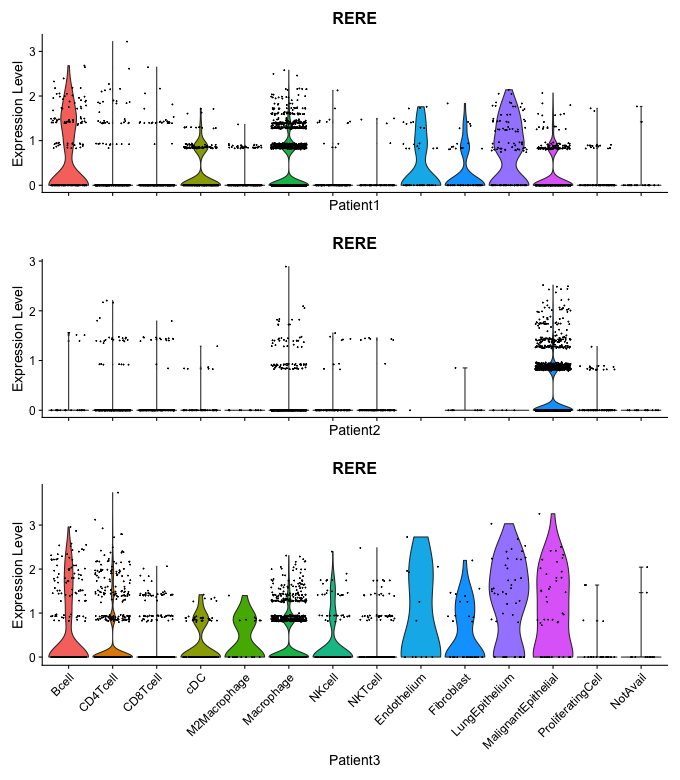 RERE
Expression Level
3
2
1
0
Patient1
RERE
Expression Level
3
2
1
0
Patient2
RERE
Expression Level
3
2
1
0
Bcell
CD4Tcell
CD8Tcell
cDC
M2Macrophage
Macrophage
NKcell
NKTcell
Endothelium
Fibroblast
LungEpithelium
MalignantEpithelial
ProliferatingCell
NotAvail
Patient3